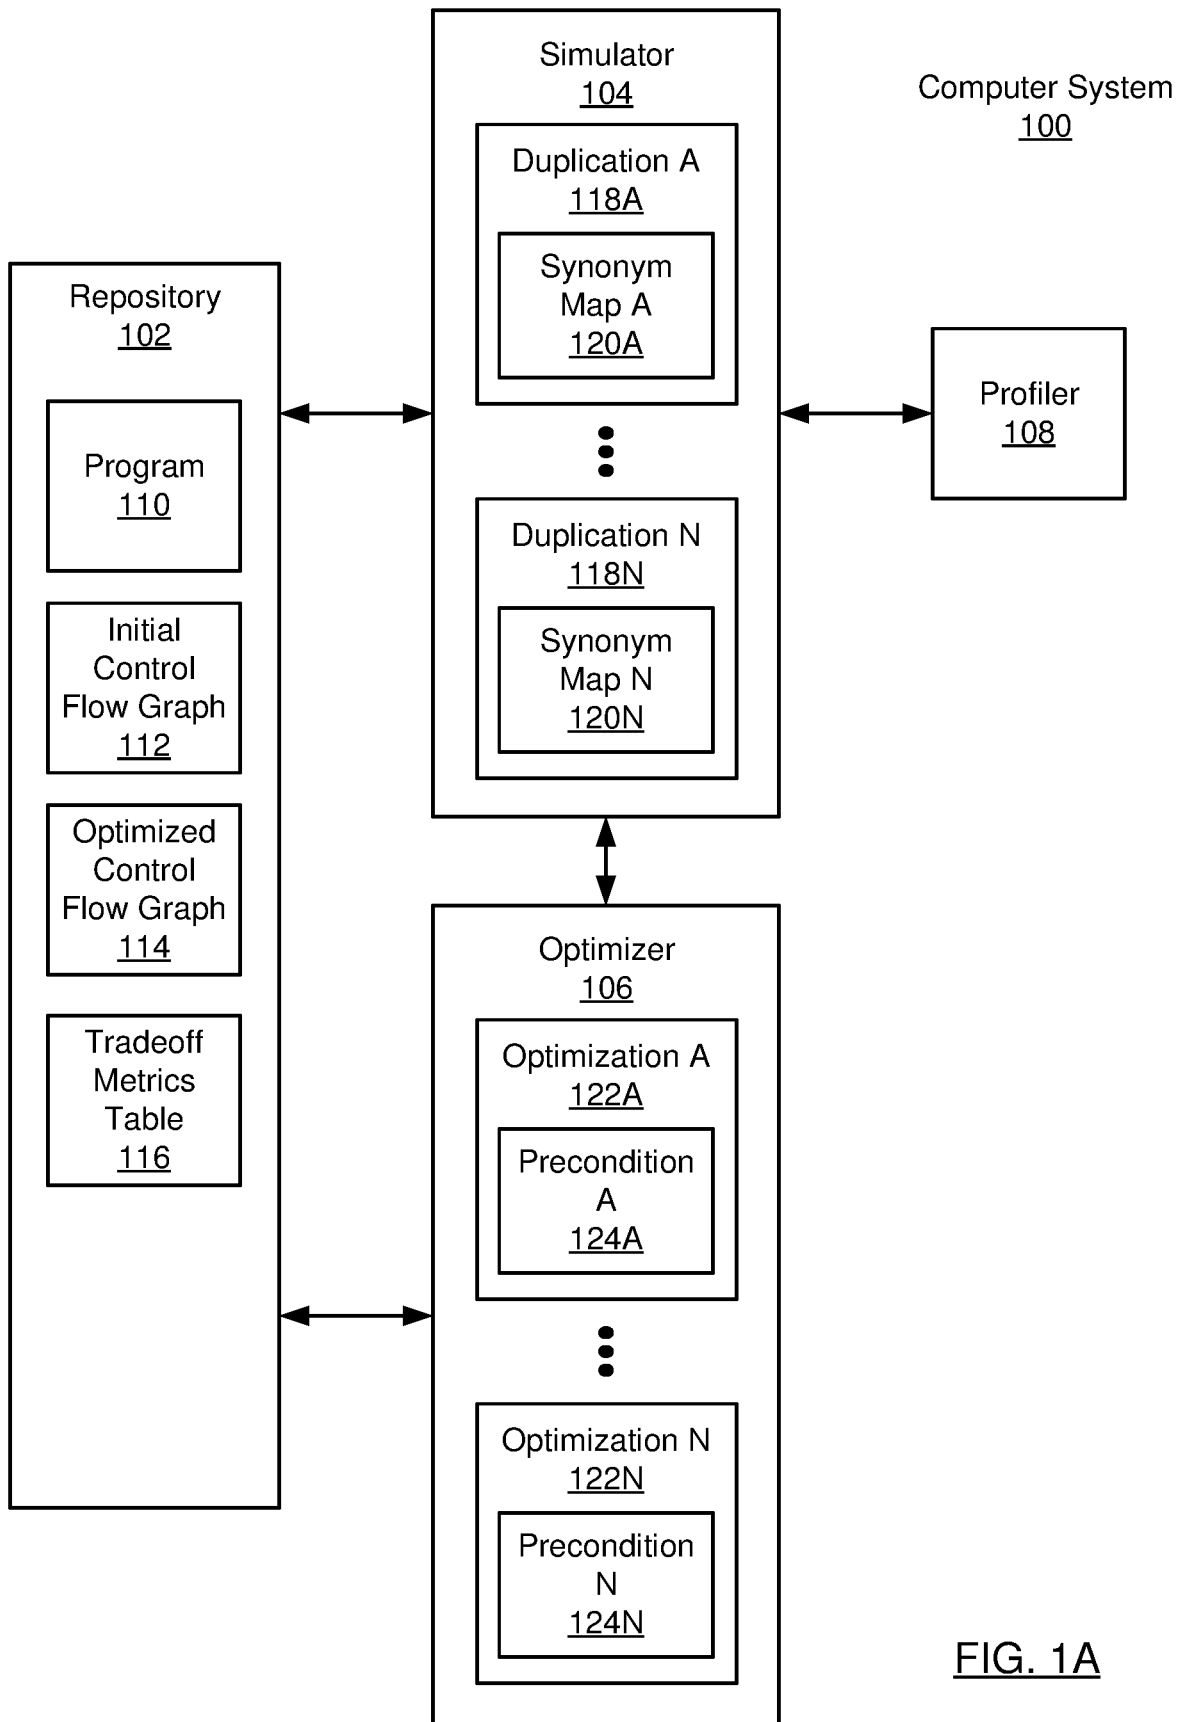 Simulator
104
Computer System
100
Duplication A
118A
Synonym
Map A
120A
Duplication N
118N
Synonym
Map N
120N
Repository
102
Program
110
Initial
Control
Flow Graph
112
Optimized
Control
Flow Graph
114
Tradeoff
Metrics
Table
116
Profiler
108
Optimizer
106
Optimization A
122A
Precondition
A
124A
Optimization N
122N
Precondition
N
124N
FIG. 1A